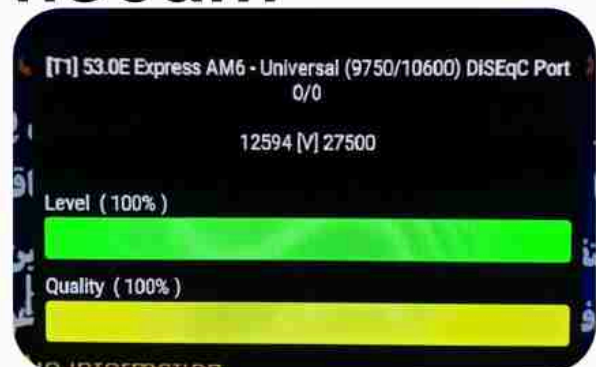 [T1] 53.0E Express AM6 - Universal (9750/10600) DiSEqC Port
0/0
12594 [V] 27500
Level ( 100% )
Quality ( 100% )